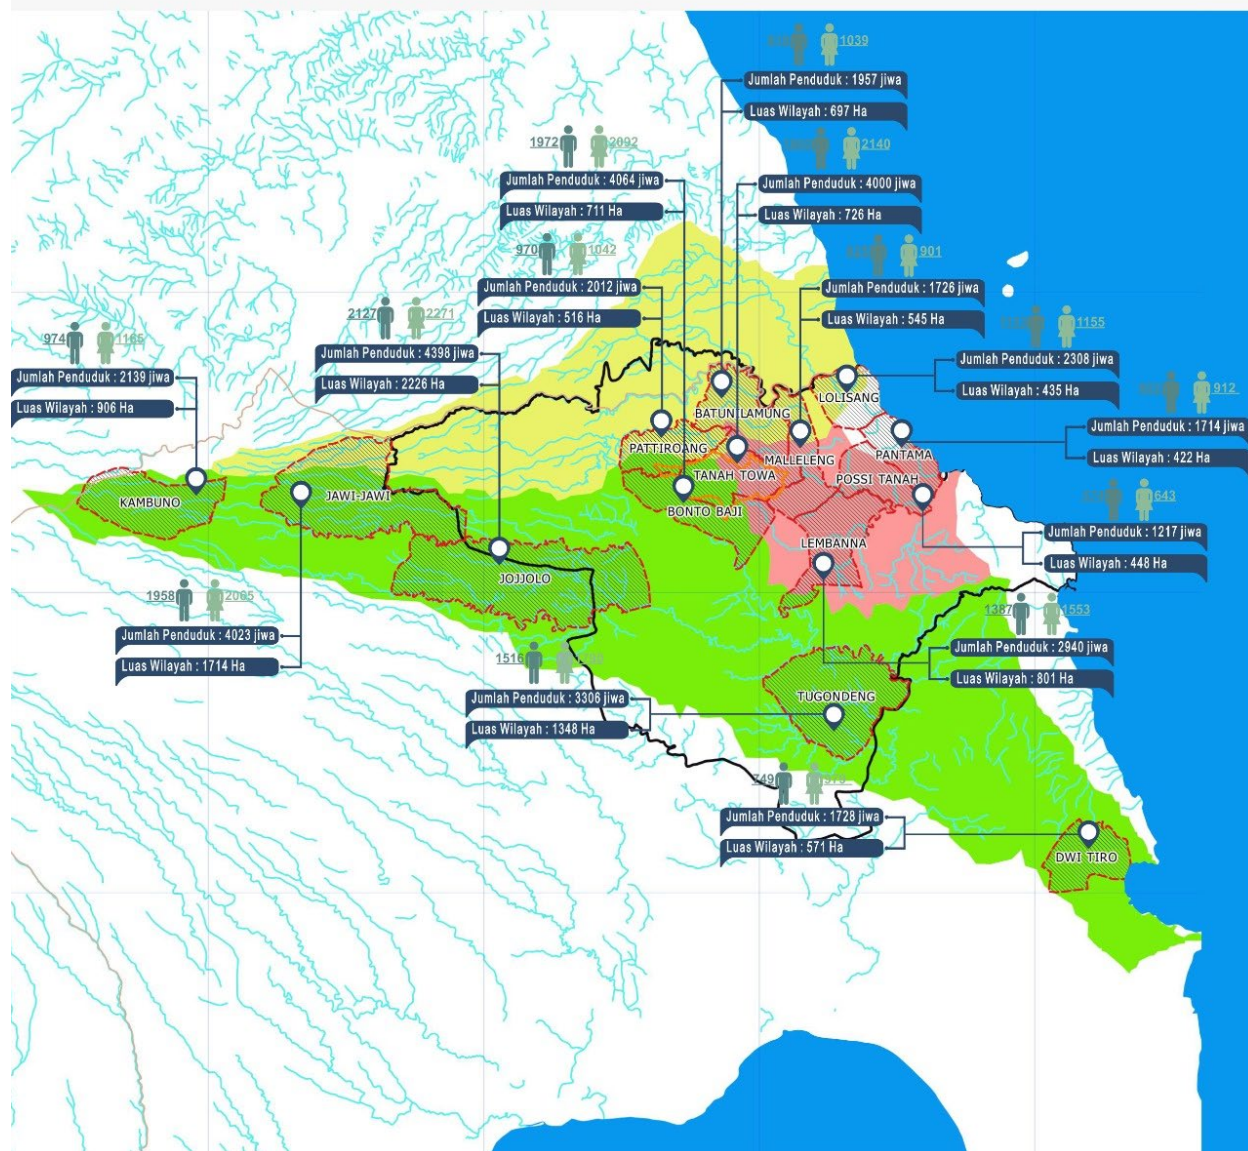 1039
Jumlah Penduduk : 1957 jiwa
Luas Wilayah : 697 Ha
1972 2092
Jumlah Penduduk : 4064 jiwa
Luas Wilayah : 711 Ha
2140
Jumlah Penduduk : 4000 jiwa
Luas Wilayah : 726 Ha
970 1042
Jumlah Penduduk : 2012 jiwa
Luas Wilayah : 516 Ha
901
Jumlah Penduduk : 1726 jiwa
Luas Wilayah : 545 Ha
2127 2271
Jumlah Penduduk : 4398 jiwa
Luas Wilayah : 2226 Ha
974 1165
Jumlah Penduduk : 2139 jiwa
Luas Wilayah : 906 Ha
1155
Jumlah Penduduk : 2308 jiwa
Luas Wilayah : 435 Ha
912
Jumlah Penduduk : 1714 jiwa
Luas Wilayah : 422 Ha
LOLISANG
BATUNILAMUNG
PATTIROANG
MALLELENG
PANTAMA
TANAH TOWA
POSSI TANAH
KAMBUNO
JAWI-JAWI
BONTO BAJI
643
Jumlah Penduduk : 1217 jiwa
Luas Wilayah : 448 Ha
LEMBANNA
JOJJOLO
1958 2065
Jumlah Penduduk : 4023 jiwa
Luas Wilayah : 1714 Ha
1387 1553
Jumlah Penduduk : 2940 jiwa
Luas Wilayah : 801 Ha
1516
Jumlah Penduduk : 3306 jiwa
Luas Wilayah : 1348 Ha
TUGONDENG
749
Jumlah Penduduk : 1728 jiwa
Luas Wilayah : 571 Ha
DWI TIRO